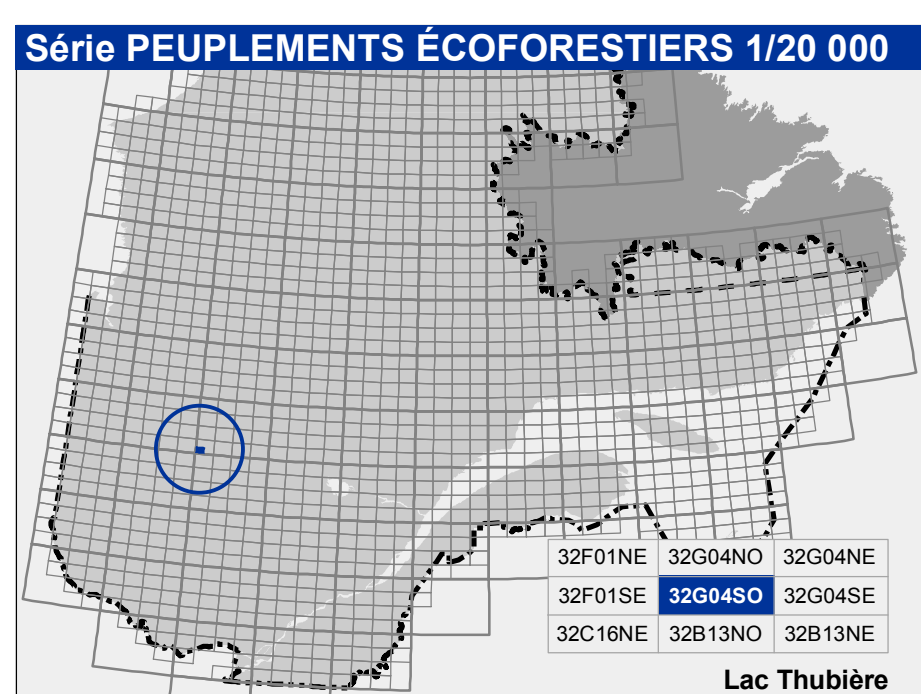 Série PEUPLEMENTS ÉCOFORESTIERS 1/20 000
32F01NE 32G04NO 32G04NE
32F01SE 32G04SO 32G04SE
32C16NE 32B13NO 32B13NE
Lac Thubière